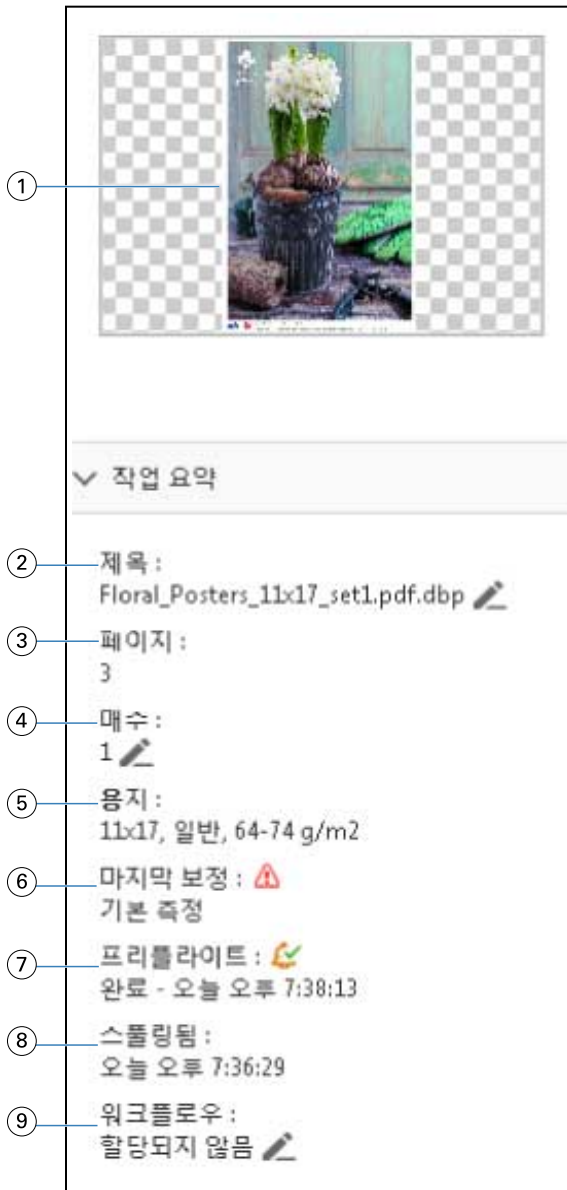 ①
작업 요약
② 제목 :
Floral_Posters_11x17_set1.pdf.dbp
③ 페이지 :
3
④ 매수 :
1
⑤ 용지 :
11x17, 일반, 64-74 g/m2
⑥ 마지막 보정 :
기본 측정
⑦ 프리플라이트 :
완료 - 오늘 오후 7:38:13
⑧ 스풀링됨 :
오늘 오후 7:36:29
⑨ 워크플로우 :
할당되지 않음